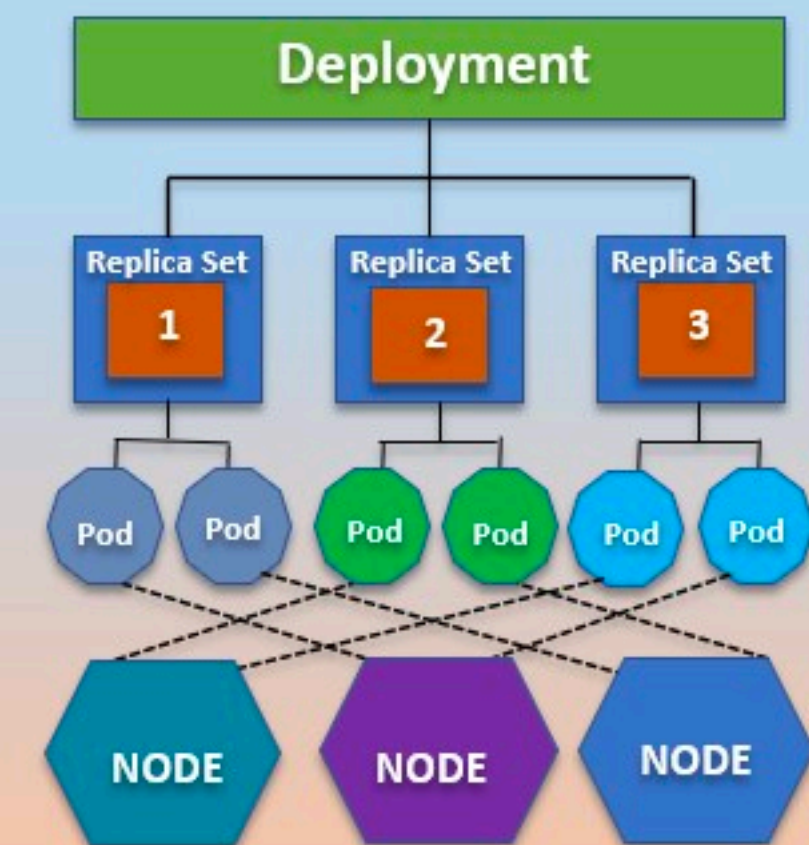 Deployment
Replica Set
1
Replica Set
2
Replica Set
3
Pod
Pod
Pod
Pod
Pod
Pod
NODE
NODE
NODE